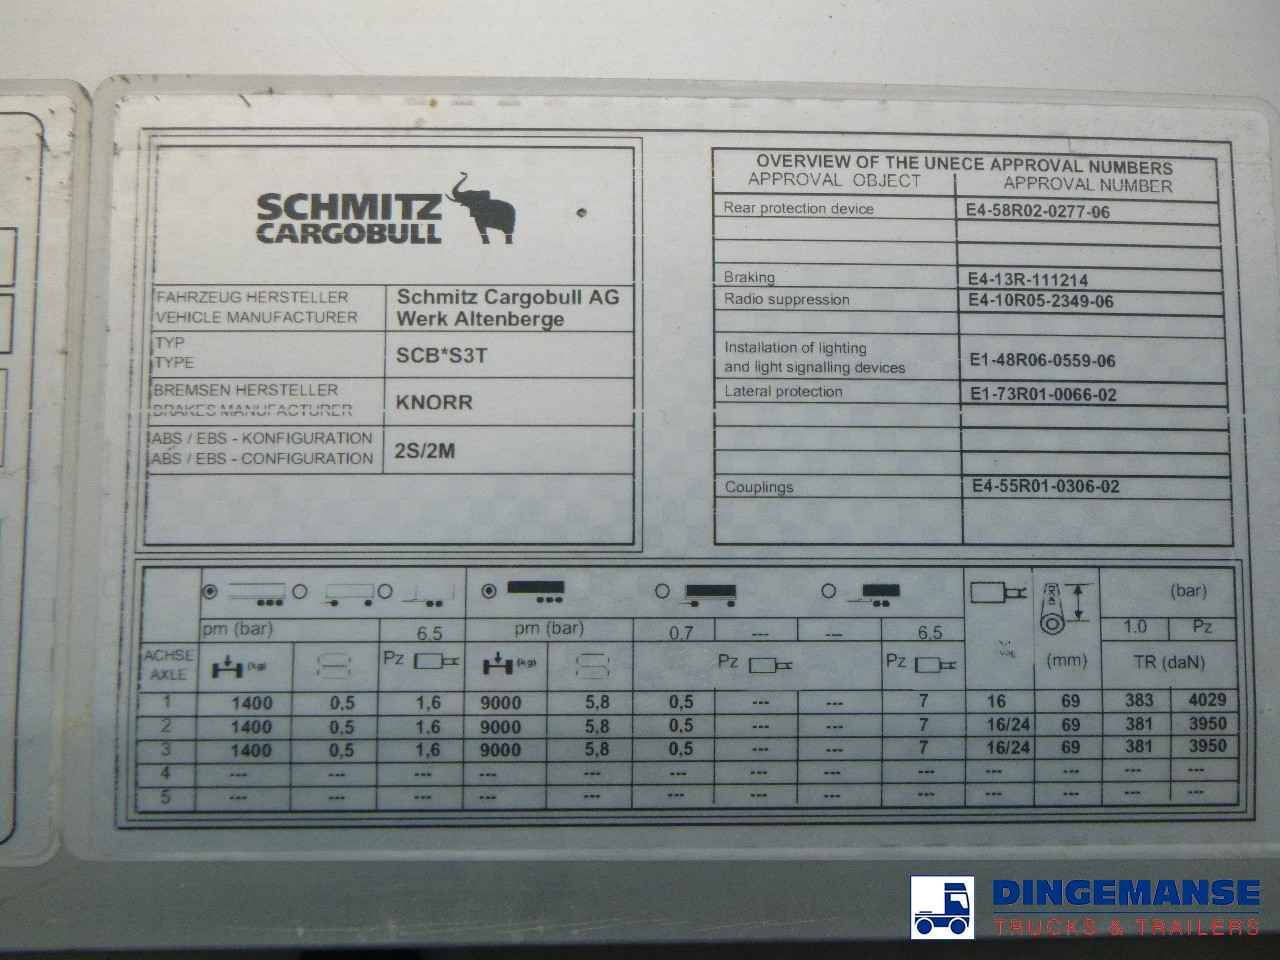 SCHMITZ
CARGOBULL
FAHRZEUG HERSTELLER
VEHICLE MANUFACTURER
Schmitz Cargobull AG
Werk Altenberge
TYP
TYPE
SCB*S3T
BREMSEN HERSTELLER
BRAKES MANUFACTURER
KNORR
ABS / EBS - KONFIGURATION
ABS / EBS - CONFIGURATION
2S/2M
OVERVIEW OF THE UNECE APPROVAL NUMBERS
APPROVAL OBJECT APPROVAL NUMBER
Rear protection device E4-58R02-0277-06
Braking E4-13R-111214
Radio suppression E4-10R05-2349-06
Installation of lighting
and light signalling devices E1-48R06-0559-06
Lateral protection E1-73R01-0066-02
Couplings E4-55R01-0306-02
(bar)
pm (bar) 6,5 pm (bar) 0,7 --- --- 6,5 1.0 Pz
ACHSE
AXLE
(kg) Pz (kg) Pz Pz (mm) TR (daN)
1 1400 0,5 1,6 9000 5,8 0,5 --- --- 7 16 69 383 4029
2 1400 0,5 1,6 9000 5,8 0,5 --- --- 7 16/24 69 381 3950
3 1400 0,5 1,6 9000 5,8 0,5 --- --- 7 16/24 69 381 3950
4 --- --- --- --- --- --- --- --- --- --- --- --- ---
5 --- --- --- --- --- --- --- --- --- --- --- --- ---
DINGEMANSE
TRUCKS & TRAILERS